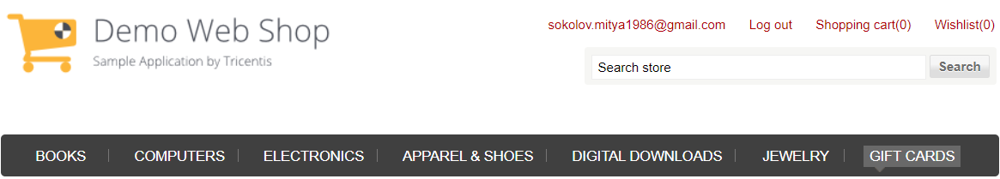 Demo Web Shop
Sample Application by Tricentis
sokolov.mitya1986@gmail.com Log out Shopping cart(0) Wishlist(0)
Search store Search
BOOKS COMPUTERS ELECTRONICS APPAREL & SHOES DIGITAL DOWNLOADS JEWELRY GIFT CARDS